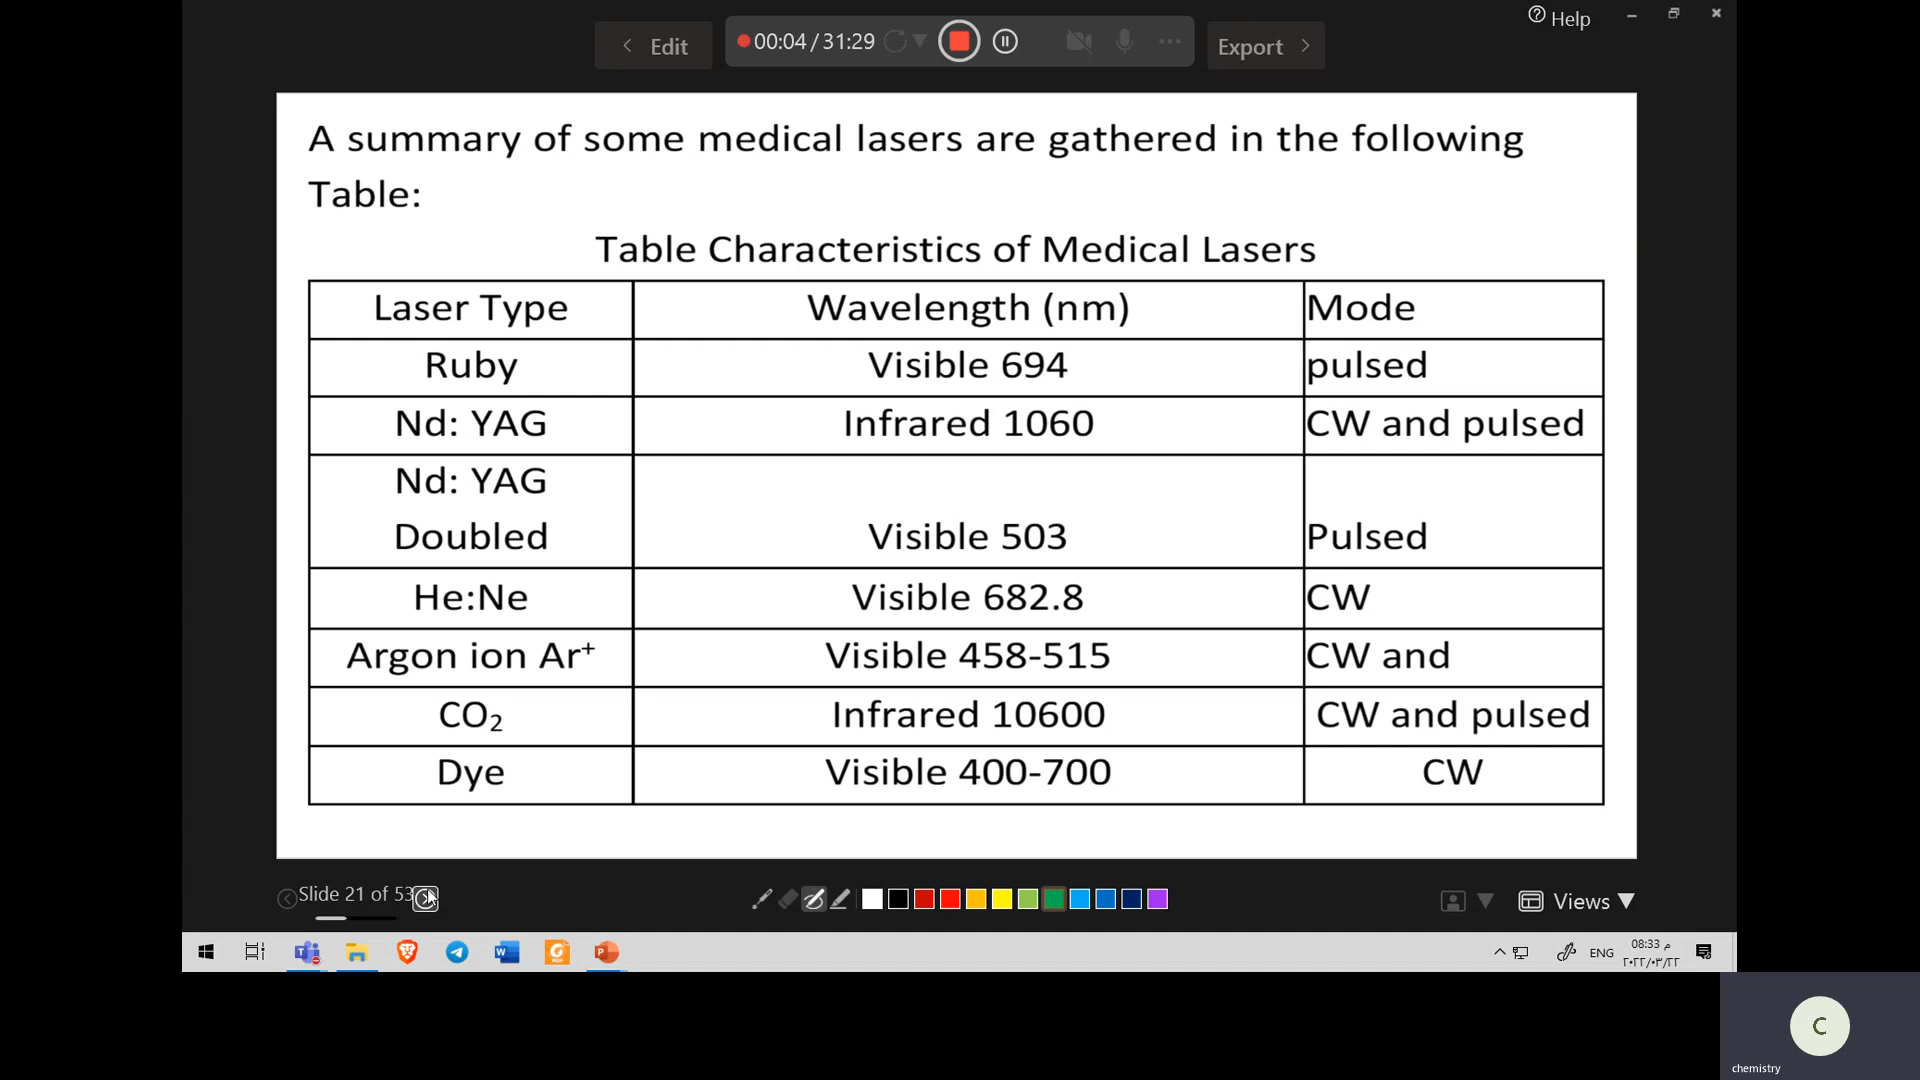 Help
Edit
00:04 / 31:29
Export
A summary of some medical lasers are gathered in the following
Table:
Table Characteristics of Medical Lasers
Laser Type Wavelength (nm) Mode
Ruby Visible 694 pulsed
Nd: YAG Infrared 1060 CW and pulsed
Nd: YAG
Doubled Visible 503 Pulsed
He:Ne Visible 682.8 CW
Argon ion Ar⁺ Visible 458-515 CW and
CO₂ Infrared 10600 CW and pulsed
Dye Visible 400-700 CW
Slide 21 of 53
Views
ENG
08:33 م
٢٠٢٢/٠٣/٢٢
C
chemistry